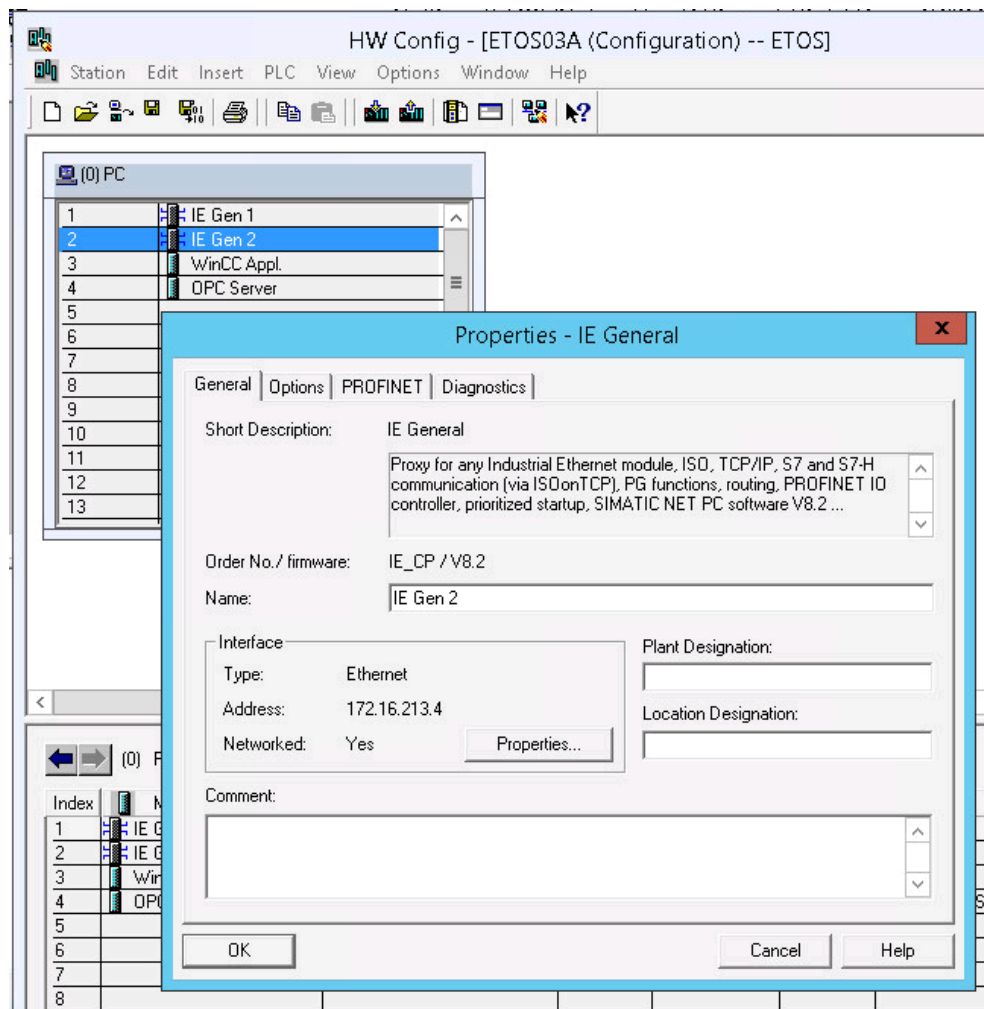 HW Config - [ETOS03A (Configuration) -- ETOS]
Station Edit Insert PLC View Options Window Help
(0) PC
1 IE Gen 1
2 IE Gen 2
3 WinCC Appl.
4 OPC Server
5
6
7
8
9
10
11
12
13
Properties - IE General
x
General Options PROFINET Diagnostics
Short Description: IE General
Proxy for any Industrial Ethernet module, ISO, TCP/IP, S7 and S7-H
communication (via ISOonTCP), PG functions, routing, PROFINET IO
controller, prioritized startup, SIMATIC NET PC software V8.2 ...
Order No./ firmware: IE_CP / V8.2
Name: IE Gen 2
Interface
Type: Ethernet
Address: 172.16.213.4
Networked: Yes
Properties...
Plant Designation:
Location Designation:
Comment:
OK Cancel Help
(0)
Index
1 IE
2 IE
3
4
5
6
7
8